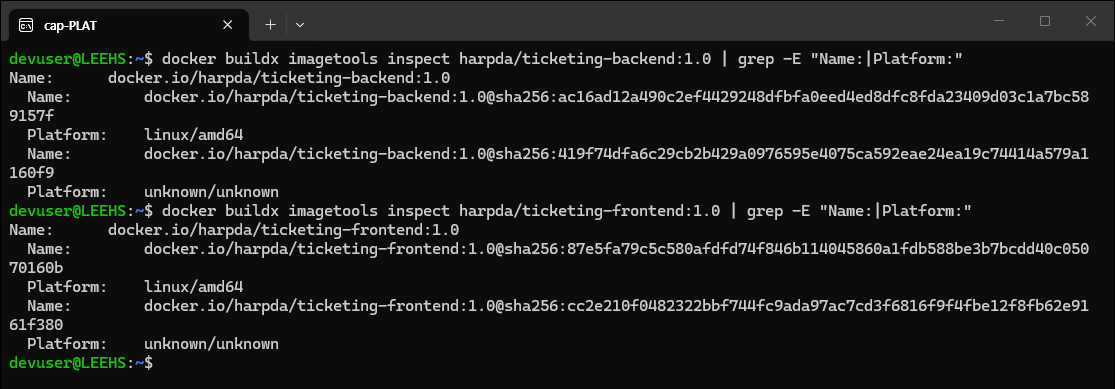 cap-PLAT
devuser@LEEHS:~$ docker buildx imagetools inspect harpda/ticketing-backend:1.0 | grep -E "Name:|Platform:"
Name:      docker.io/harpda/ticketing-backend:1.0
  Name:        docker.io/harpda/ticketing-backend:1.0@sha256:ac16ad12a490c2ef4429248dfbfa0eed4ed8dfc8fda23409d03c1a7bc58
9157f
  Platform:    linux/amd64
  Name:        docker.io/harpda/ticketing-backend:1.0@sha256:419f74dfa6c29cb2b429a0976595e4075ca592eae24ea19c74414a579a1
160f9
  Platform:    unknown/unknown
devuser@LEEHS:~$ docker buildx imagetools inspect harpda/ticketing-frontend:1.0 | grep -E "Name:|Platform:"
Name:      docker.io/harpda/ticketing-frontend:1.0
  Name:        docker.io/harpda/ticketing-frontend:1.0@sha256:87e5fa79c5c580afdfd74f846b114045860a1fdb588be3b7bcdd40c050
70160b
  Platform:    linux/amd64
  Name:        docker.io/harpda/ticketing-frontend:1.0@sha256:cc2e210f0482322bbf744fc9ada97ac7cd3f6816f9f4fbe12f8fb62e91
61f380
  Platform:    unknown/unknown
devuser@LEEHS:~$